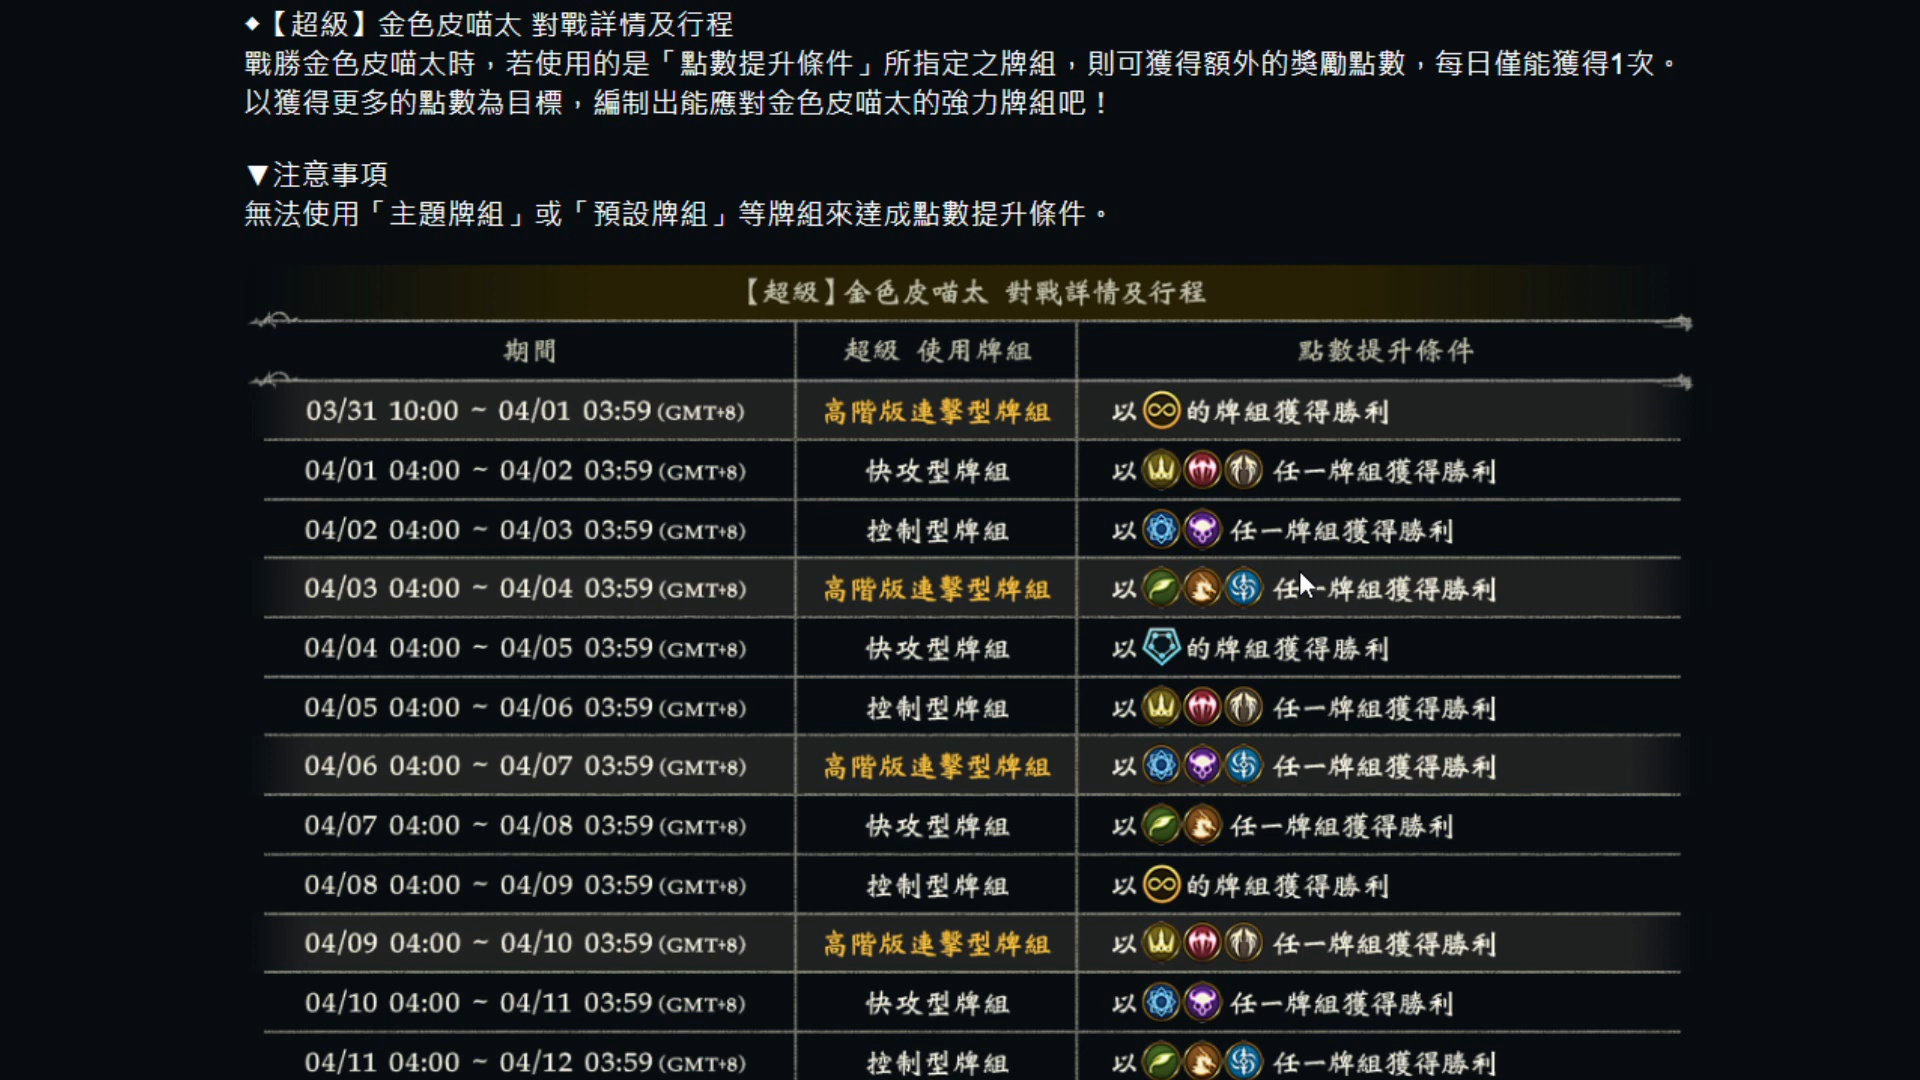 ◆【超級】金色皮喵太 對戰詳情及行程
戰勝金色皮喵太時，若使用的是「點數提升條件」所指定之牌組，則可獲得額外的獎勵點數，每日僅能獲得1次。
以獲得更多的點數為目標，編制出能應對金色皮喵太的強力牌組吧！
▼注意事項
無法使用「主題牌組」或「預設牌組」等牌組來達成點數提升條件。
【超級】金色皮喵太 對戰詳情及行程
期間 超級 使用牌組 點數提升條件
03/31 10:00 ~ 04/01 03:59 (GMT+8) 高階版連擊型牌組 以 的牌組獲得勝利
04/01 04:00 ~ 04/02 03:59 (GMT+8) 快攻型牌組 以 任一牌組獲得勝利
04/02 04:00 ~ 04/03 03:59 (GMT+8) 控制型牌組 以 任一牌組獲得勝利
04/03 04:00 ~ 04/04 03:59 (GMT+8) 高階版連擊型牌組 以 任一牌組獲得勝利
04/04 04:00 ~ 04/05 03:59 (GMT+8) 快攻型牌組 以 的牌組獲得勝利
04/05 04:00 ~ 04/06 03:59 (GMT+8) 控制型牌組 以 任一牌組獲得勝利
04/06 04:00 ~ 04/07 03:59 (GMT+8) 高階版連擊型牌組 以 任一牌組獲得勝利
04/07 04:00 ~ 04/08 03:59 (GMT+8) 快攻型牌組 以 任一牌組獲得勝利
04/08 04:00 ~ 04/09 03:59 (GMT+8) 控制型牌組 以 的牌組獲得勝利
04/09 04:00 ~ 04/10 03:59 (GMT+8) 高階版連擊型牌組 以 任一牌組獲得勝利
04/10 04:00 ~ 04/11 03:59 (GMT+8) 快攻型牌組 以 任一牌組獲得勝利
04/11 04:00 ~ 04/12 03:59 (GMT+8) 控制型牌組 以 任一牌組獲得勝利